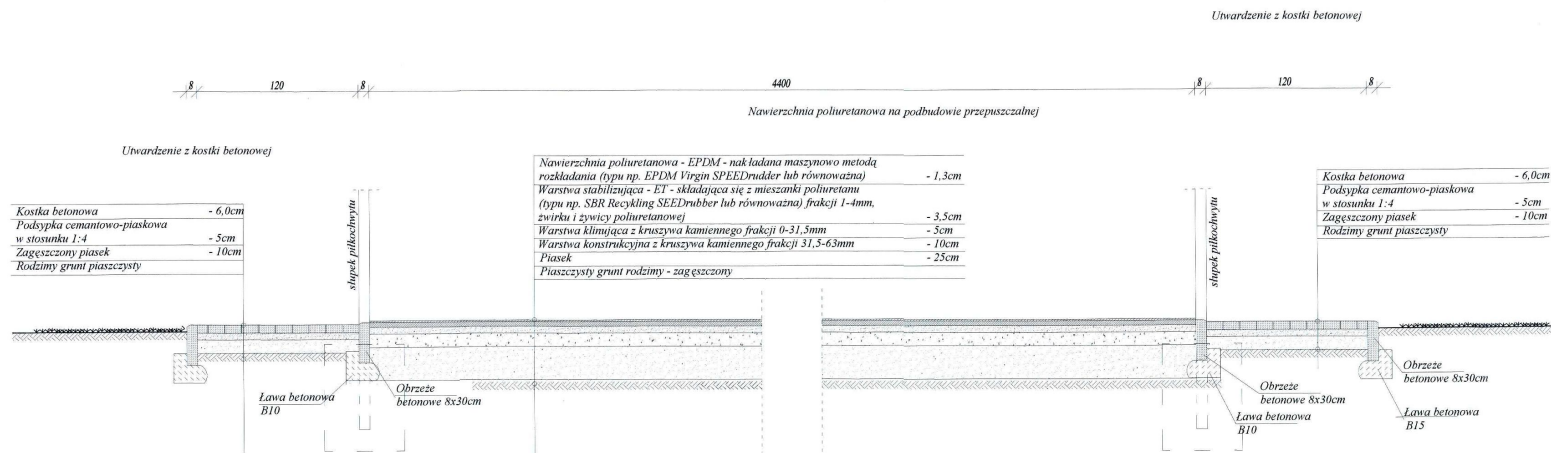 Utwardzenie z kostki betonowej
8 120 8 4400 8 120 8
Nawierzchnia poliuretanowa na podbudowie przepuszczalnej
Utwardzenie z kostki betonowej
Kostka betonowa - 6,0cm
Podsypka cemantowo-piaskowa
w stosunku 1:4 - 5cm
Zagęszczony piasek - 10cm
Rodzimy grunt piaszczysty
słupek piłkochwytu
Nawierzchnia poliuretanowa - EPDM - nakładana maszynowo metodą
rozkładania (typu np. EPDM Virgin SPEEDrudder lub równoważna) - 1,3cm
Warstwa stabilizująca - ET - składająca się z mieszanki poliuretanu
(typu np. SBR Recykling SEEDrubber lub równoważna) frakcji 1-4mm,
żwirku i żywicy poliuretanowej - 3,5cm
Warstwa klinująca z kruszywa kamiennego frakcji 0-31,5mm - 5cm
Warstwa konstrukcyjna z kruszywa kamiennego frakcji 31,5-63mm - 10cm
Piasek - 25cm
Piaszczysty grunt rodzimy - zagęszczony
słupek piłkochwytu
Kostka betonowa - 6,0cm
Podsypka cemantowo-piaskowa
w stosunku 1:4 - 5cm
Zagęszczony piasek - 10cm
Rodzimy grunt piaszczysty
Ława betonowa
B10
Obrzeże
betonowe 8x30cm
Obrzeże
betonowe 8x30cm
Ława betonowa
B10
Obrzeże
betonowe 8x30cm
Ława betonowa
B15